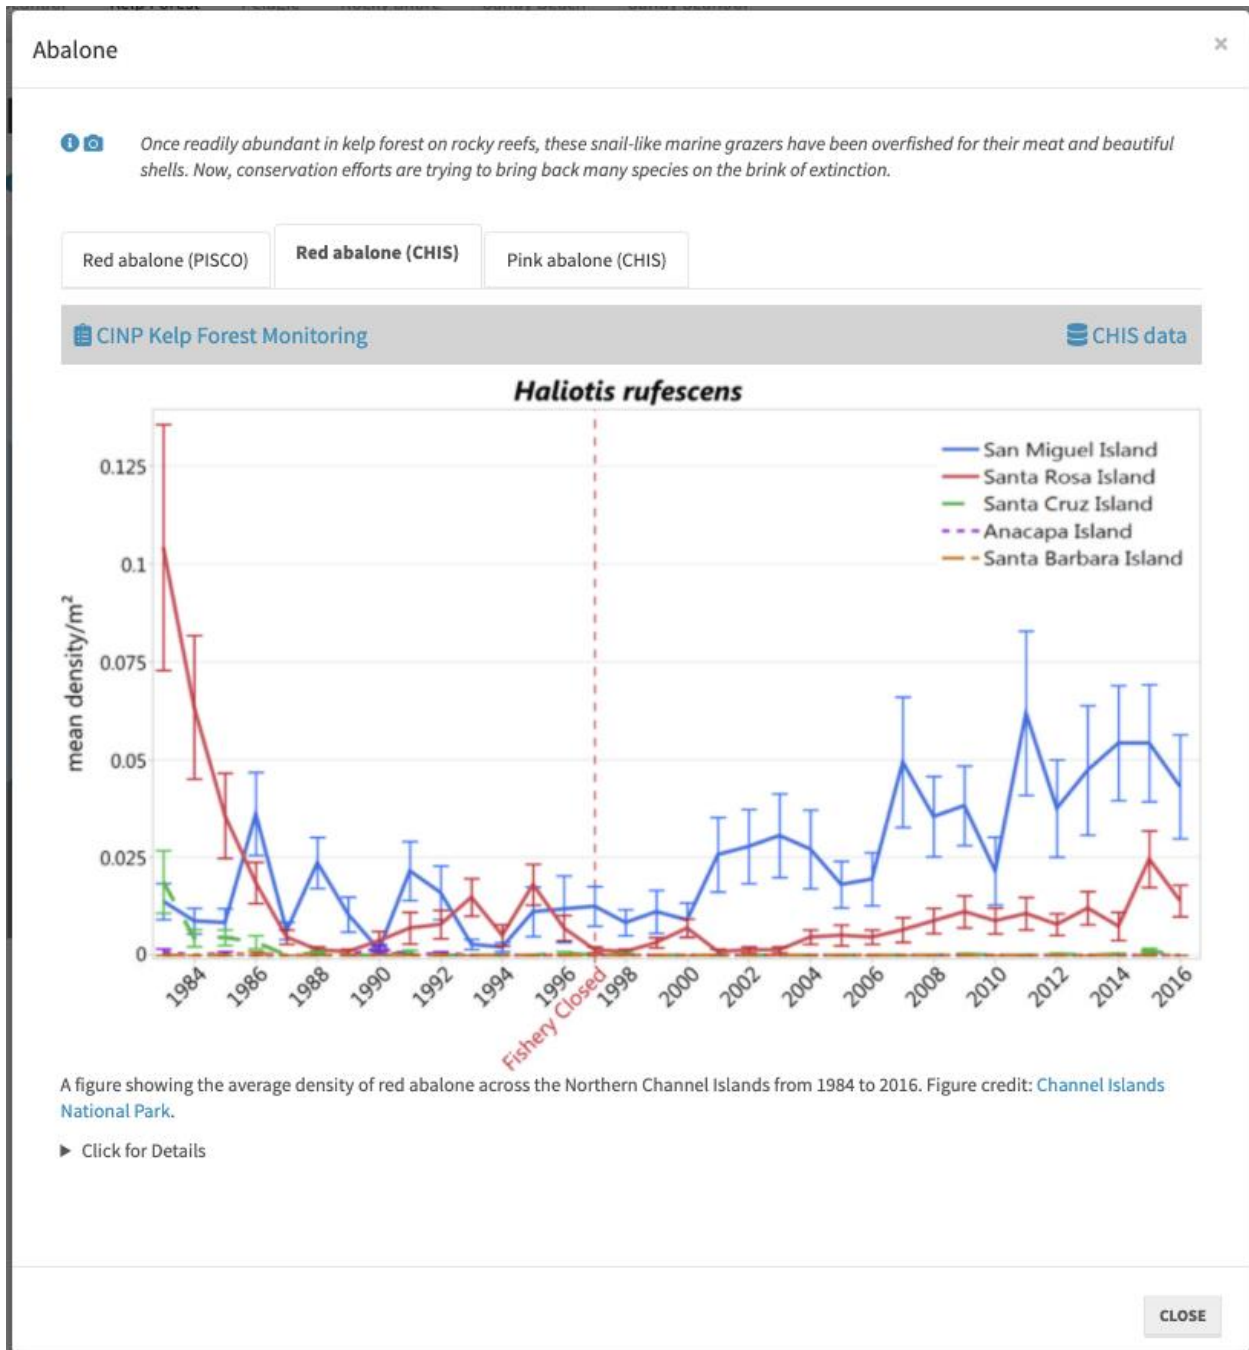 Abalone
×
Once readily abundant in kelp forest on rocky reefs, these snail-like marine grazers have been overfished for their meat and beautiful
shells. Now, conservation efforts are trying to bring back many species on the brink of extinction.
Red abalone (PISCO)
Red abalone (CHIS)
Pink abalone (CHIS)
CINP Kelp Forest Monitoring
CHIS data
Haliotis rufescens
San Miguel Island
Santa Rosa Island
Santa Cruz Island
Anacapa Island
Santa Barbara Island
mean density/m²
0.125
0.1
0.075
0.05
0.025
0
1984
1986
1988
1990
1992
1994
1996
1998
2000
2002
2004
2006
2008
2010
2012
2014
2016
Fishery Closed
A figure showing the average density of red abalone across the Northern Channel Islands from 1984 to 2016. Figure credit: Channel Islands
National Park.
Click for Details
CLOSE